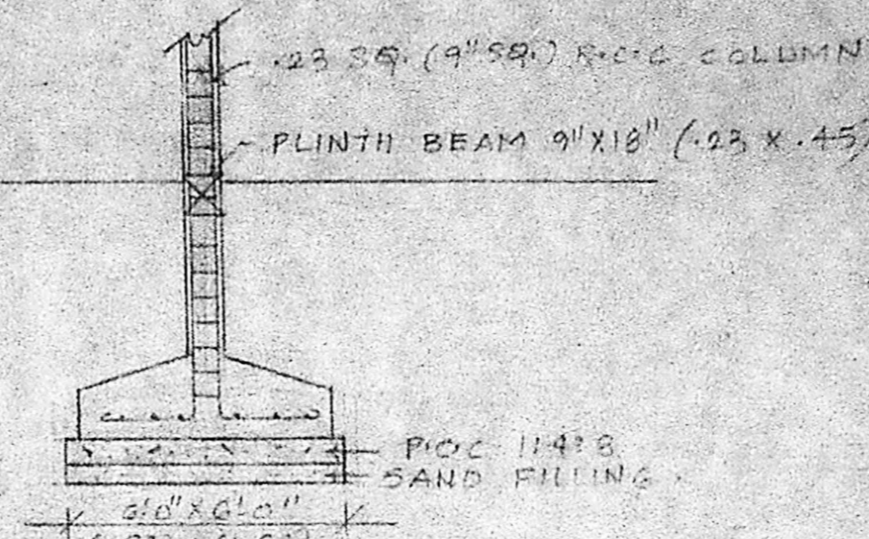 .23 SQ. (9" SQ.) R.C.C COLUMN
PLINTH BEAM 9"X18" (.23 X .45)
P.C.C 1:4:8
SAND FILLING
6'0" X 6'0"